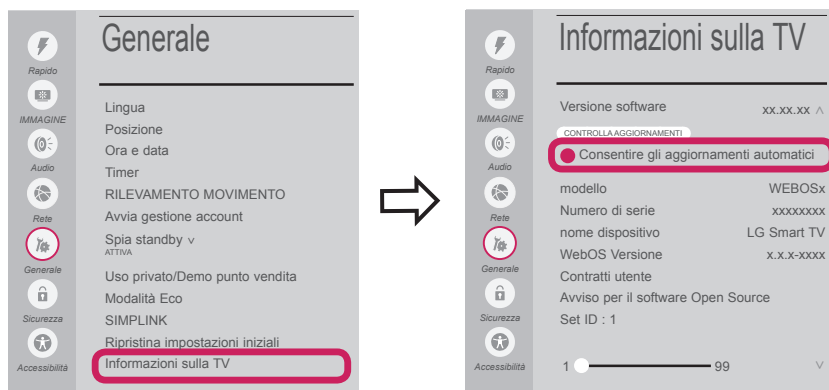 Generale
Rapido
IMMAGINE
Audio
Rete
Generale
Sicurezza
Accessibilità
Lingua
Posizione
Ora e data
Timer
RILEVAMENTO MOVIMENTO
Avvia gestione account
Spia standby ˅
ATTIVA
Uso privato/Demo punto vendita
Modalità Eco
SIMPLINK
Ripristina impostazioni iniziali
Informazioni sulla TV
Informazioni sulla TV
Rapido
IMMAGINE
Audio
Rete
Generale
Sicurezza
Accessibilità
Versione software xx.xx.xx ˄
CONTROLLA AGGIORNAMENTI
Consentire gli aggiornamenti automatici
modello WEBOSx
Numero di serie xxxxxxxx
nome dispositivo LG Smart TV
WebOS Versione x.x.x-xxxx
Contratti utente
Avviso per il software Open Source
Set ID : 1
1 99 ˅